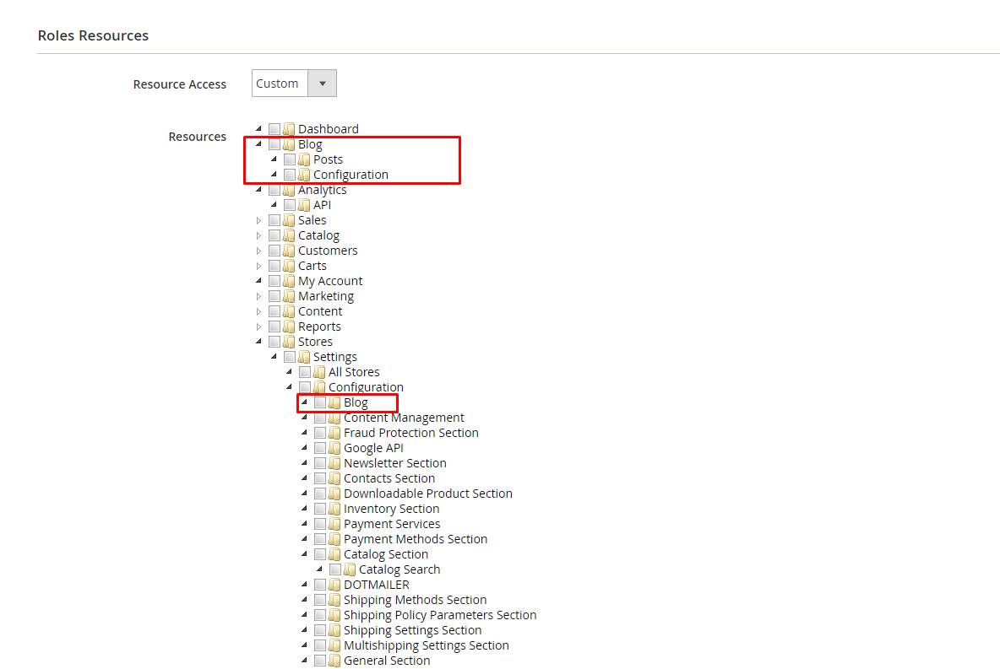 Roles Resources
Resource Access
Custom
Resources
Dashboard
Blog
Posts
Configuration
Analytics
API
Sales
Catalog
Customers
Carts
My Account
Marketing
Content
Reports
Stores
Settings
All Stores
Configuration
Blog
Content Management
Fraud Protection Section
Google API
Newsletter Section
Contacts Section
Downloadable Product Section
Inventory Section
Payment Services
Payment Methods Section
Catalog Section
Catalog Search
DOTMAILER
Shipping Methods Section
Shipping Policy Parameters Section
Shipping Settings Section
Multishipping Settings Section
General Section